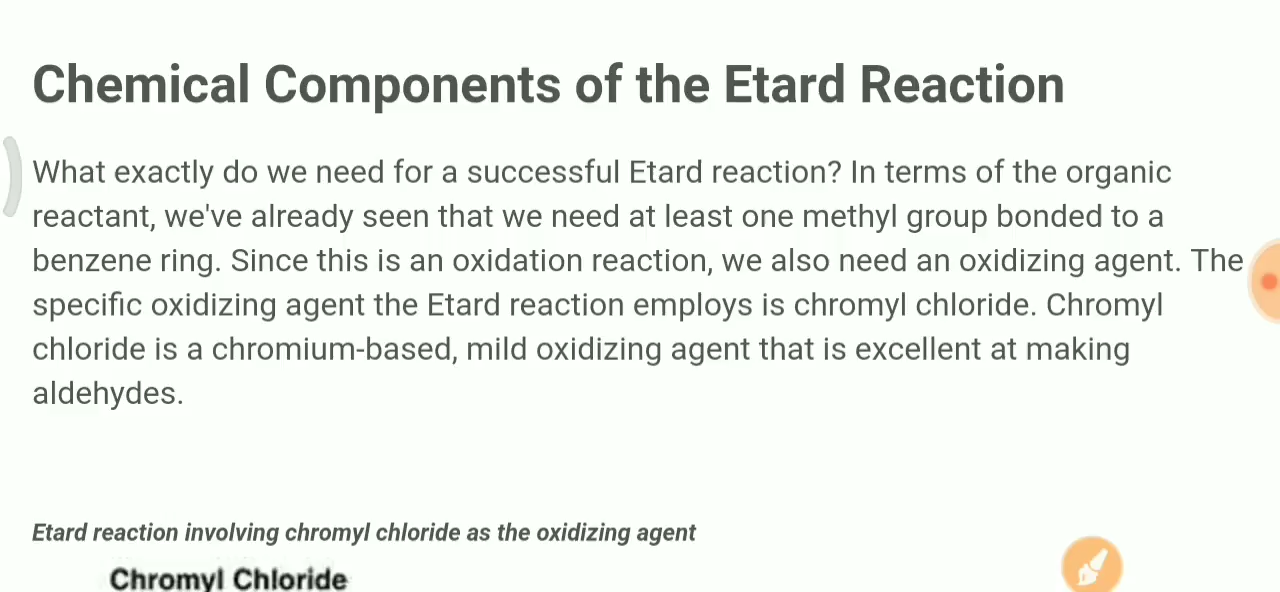 Chemical Components of the Etard Reaction
What exactly do we need for a successful Etard reaction? In terms of the organic
reactant, we've already seen that we need at least one methyl group bonded to a
benzene ring. Since this is an oxidation reaction, we also need an oxidizing agent. The
specific oxidizing agent the Etard reaction employs is chromyl chloride. Chromyl
chloride is a chromium-based, mild oxidizing agent that is excellent at making
aldehydes.
Etard reaction involving chromyl chloride as the oxidizing agent
Chromyl Chloride